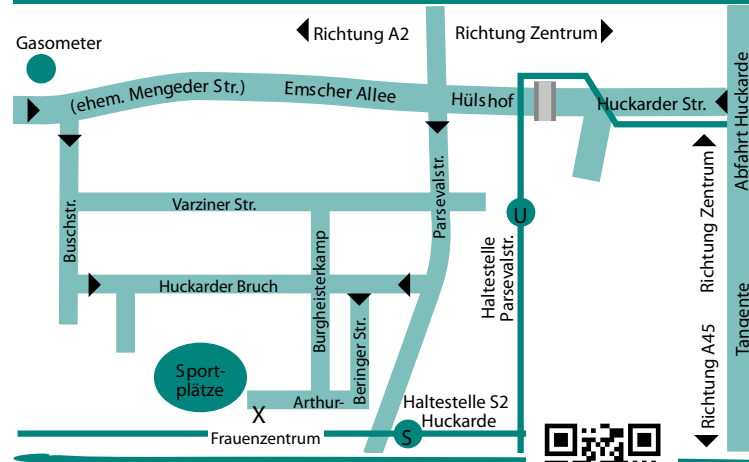 Gasometer
Richtung A2
Richtung Zentrum
(ehem. Mengeder Str.)
Emscher Allee
Hülshof
Huckarder Str.
Abfahrt Huckarde
Buschstr.
Varziner Str.
Parsevalstr.
U
Haltestelle
Parsevalstr.
Richtung Zentrum
Huckarder Bruch
Burgheisterkamp
Beringer Str.
Tangente
Richtung A45
Sport-
plätze
X
Arthur-
Haltestelle S2
Huckarde
Frauenzentrum
S